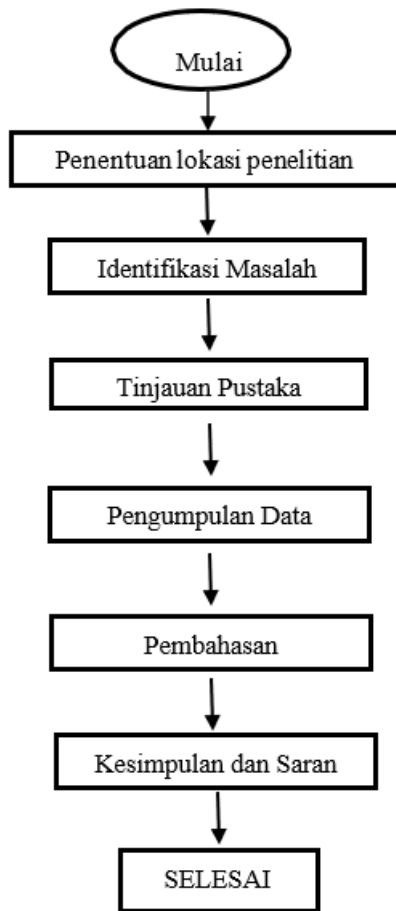 Mulai
Penentuan lokasi penelitian
Identifikasi Masalah
Tinjauan Pustaka
Pengumpulan Data
Pembahasan
Kesimpulan dan Saran
SELESAI